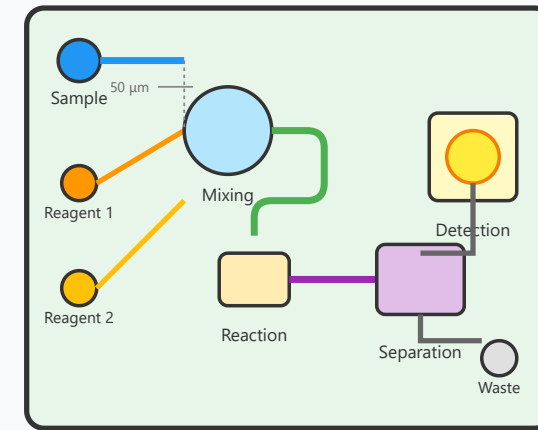 Sample
50 μm
Reagent 1
Mixing
Detection
Reagent 2
Reaction
Separation
Waste